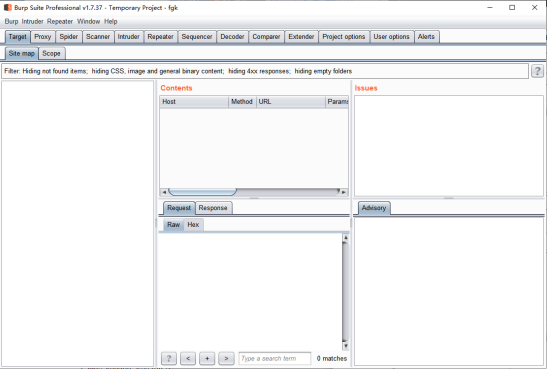 Burp Suite Professional v1.7.37 - Temporary Project - fgk
Burp Intruder Repeater Window Help
Target Proxy Spider Scanner Intruder Repeater Sequencer Decoder Comparer Extender Project options User options Alerts
Site map Scope
Filter: Hiding not found items; hiding CSS, image and general binary content; hiding 4xx responses; hiding empty folders
?
Contents Issues
Host Method URL Params
Request Response Advisory
Raw Hex
? < + > Type a search term 0 matches